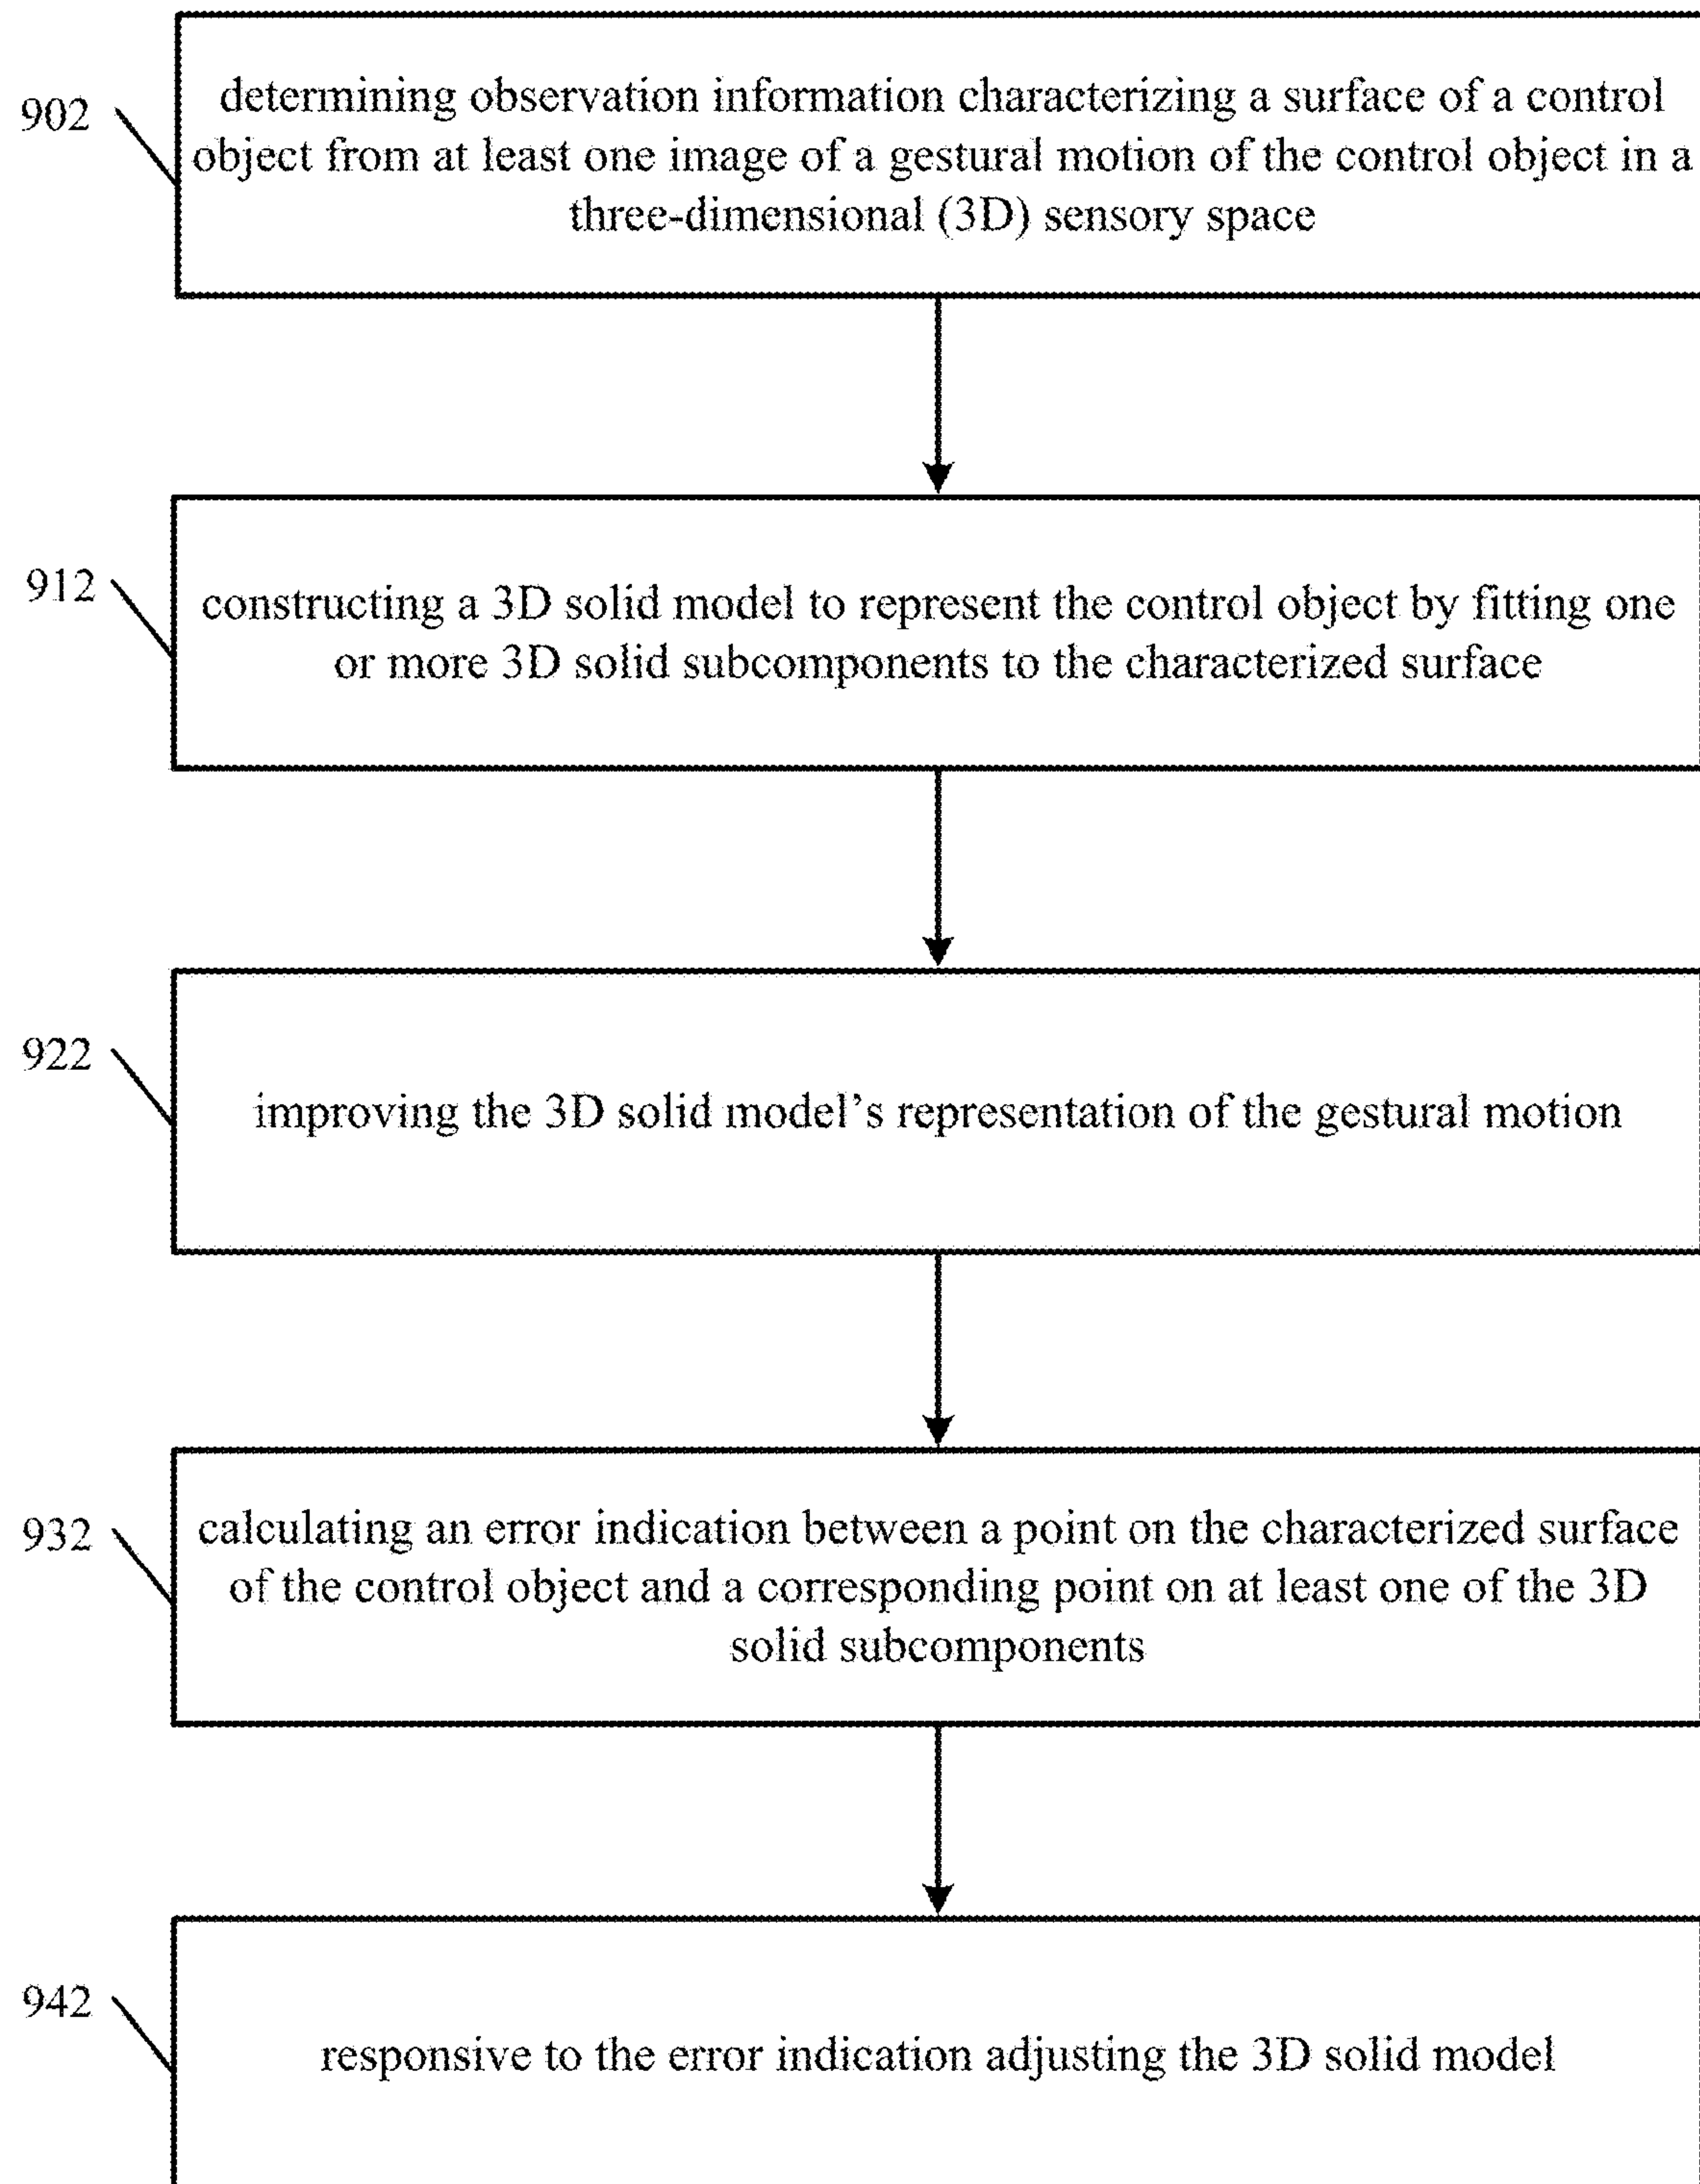 902
determining observation information characterizing a surface of a control
object from at least one image of a gestural motion of the control object in a
three-dimensional (3D) sensory space
912
constructing a 3D solid model to represent the control object by fitting one
or more 3D solid subcomponents to the characterized surface
922
improving the 3D solid model’s representation of the gestural motion
932
calculating an error indication between a point on the characterized surface
of the control object and a corresponding point on at least one of the 3D
solid subcomponents
942
responsive to the error indication adjusting the 3D solid model